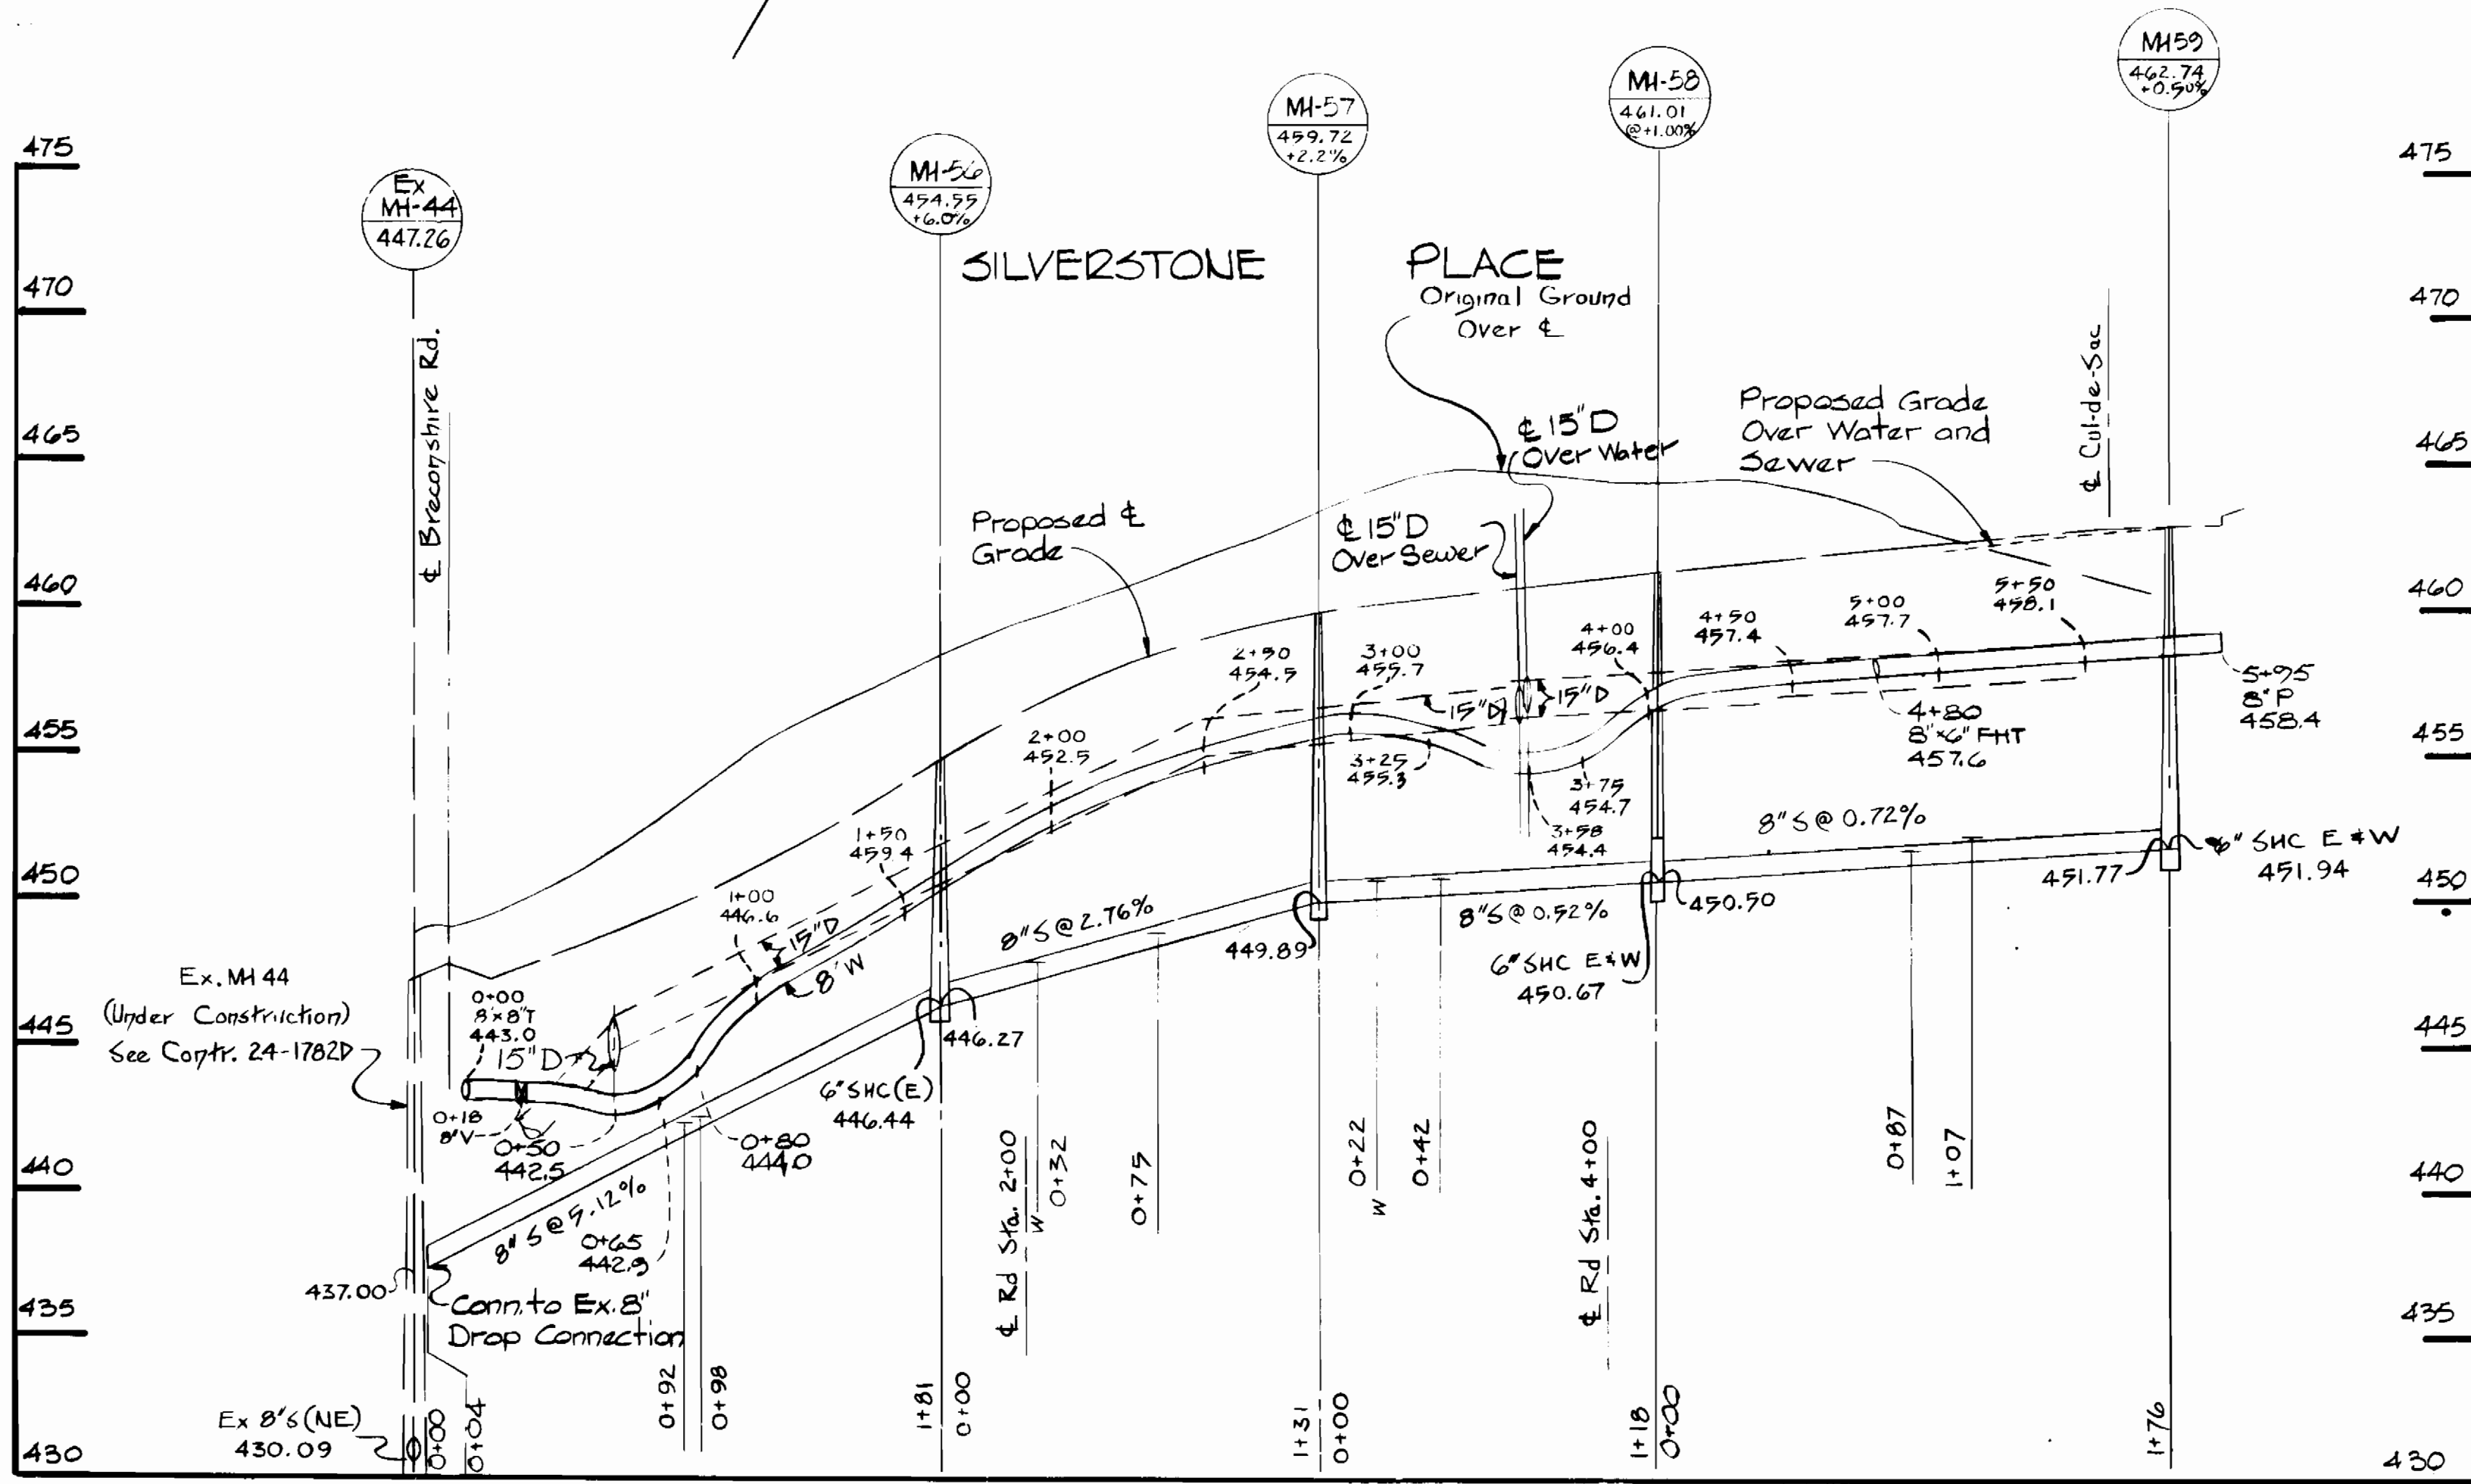 Ex
MH-44
447.26
MH-56
454.55
+6.0%
MH-57
459.72
+2.2%
MH-58
461.01
@+1.00%
MH59
462.74
+0.50%
475
470
465
460
455
450
445
440
435
430
475
470
465
460
455
450
445
440
435
430
SILVERSTONE PLACE
Original Ground
Over ℄
℄ Breconshire Rd.
℄ 15"D
Over Water
℄ 15"D
Over Sewer
Proposed Grade
Over Water and
Sewer
℄ Cul-de-Sac
Proposed ℄
Grade
Ex. MH 44
(Under Construction)
See Contr. 24-1782D
0+00
8"x8"T
443.0
15"D
0+18
8"V
0+50
442.5
0+65
442.9
0+80
444.0
1+00
446.6
15"D
8"W
1+50
459.4
2+00
452.5
2+50
454.5
3+00
455.7
3+25
455.3
15"D
15"D
3+58
454.4
3+75
454.7
4+00
456.4
4+50
457.4
4+80
8"x6" FHT
457.6
5+00
457.7
5+50
458.1
5+95
8"P
458.4
8" S @ 5.12%
8" S @ 2.76%
8" S @ 0.52%
8" S @ 0.72%
437.00
Conn. to Ex. 8"
Drop Connection
Ex 8"S (NE)
430.09
6" SHC (E)
446.44
446.27
449.89
6" SHC E&W
450.67
450.50
451.77
6" SHC E & W
451.94
0+00
0+04
0+92
0+98
1+81
0+00
℄ Rd Sta. 2+00
W
0+32
0+75
1+31
0+00
0+22
W
0+42
℄ Rd Sta. 4+00
1+18
0+00
0+87
1+07
1+76